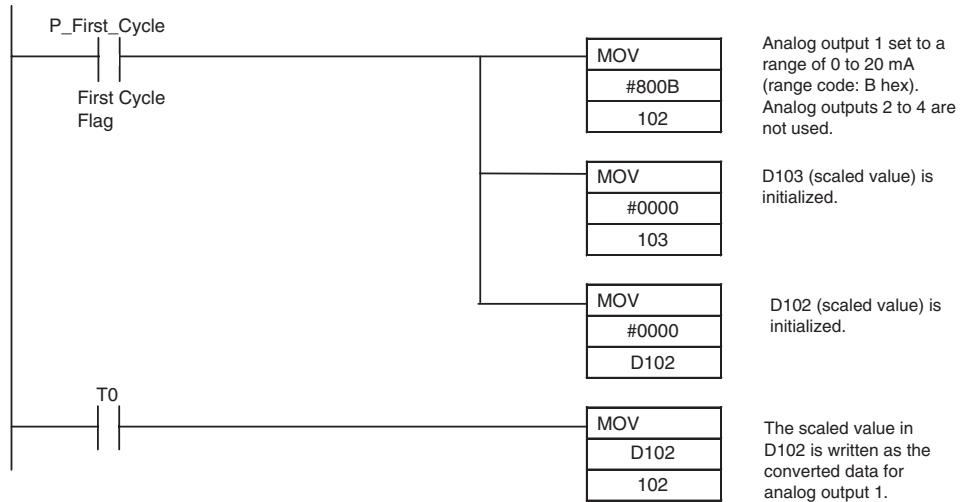 P_First_Cycle
First Cycle
Flag
MOV
#800B
102
Analog output 1 set to a
range of 0 to 20 mA
(range code: B hex).
Analog outputs 2 to 4 are
not used.
MOV
#0000
103
D103 (scaled value) is
initialized.
MOV
#0000
D102
D102 (scaled value) is
initialized.
T0
MOV
D102
102
The scaled value in
D102 is written as the
converted data for
analog output 1.